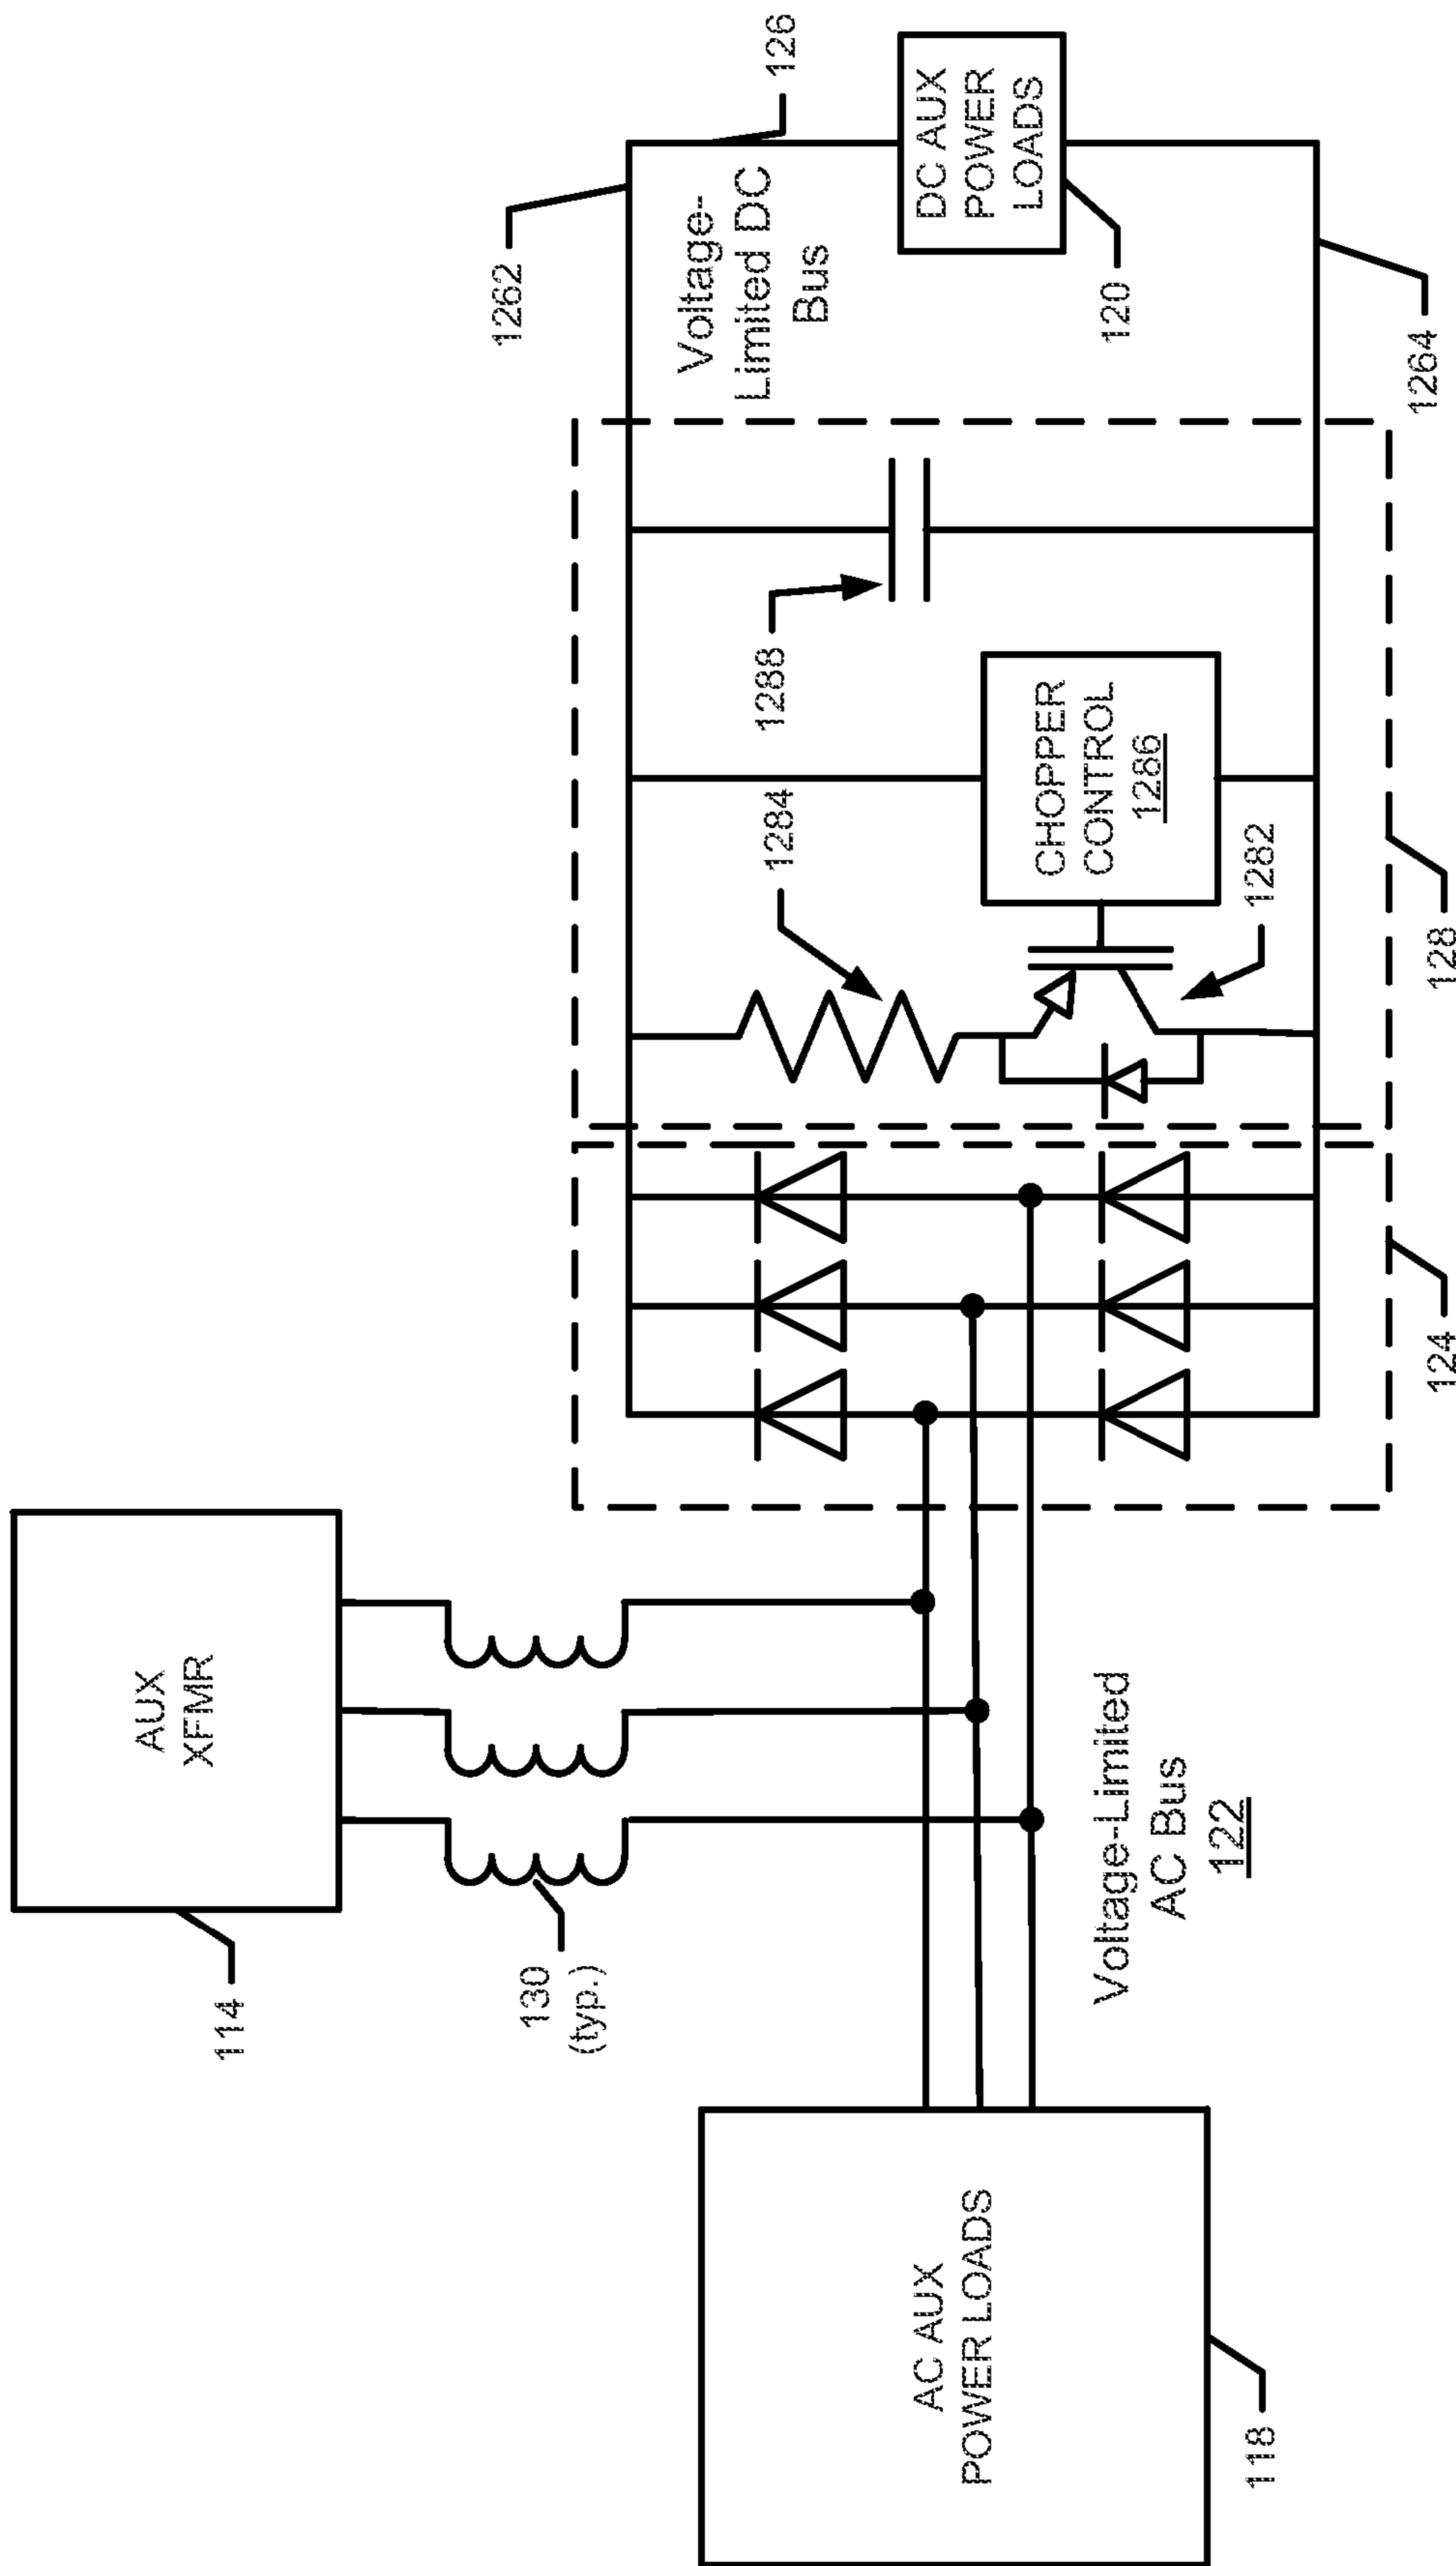 AUX
XFMR
114
130
(typ.)
AC AUX
POWER LOADS
118
Voltage-Limited
AC Bus
122
124
128
1284
1282
CHOPPER
CONTROL
1286
1288
1262
Voltage-
Limited DC
Bus
126
DC AUX
POWER
LOADS
120
1264